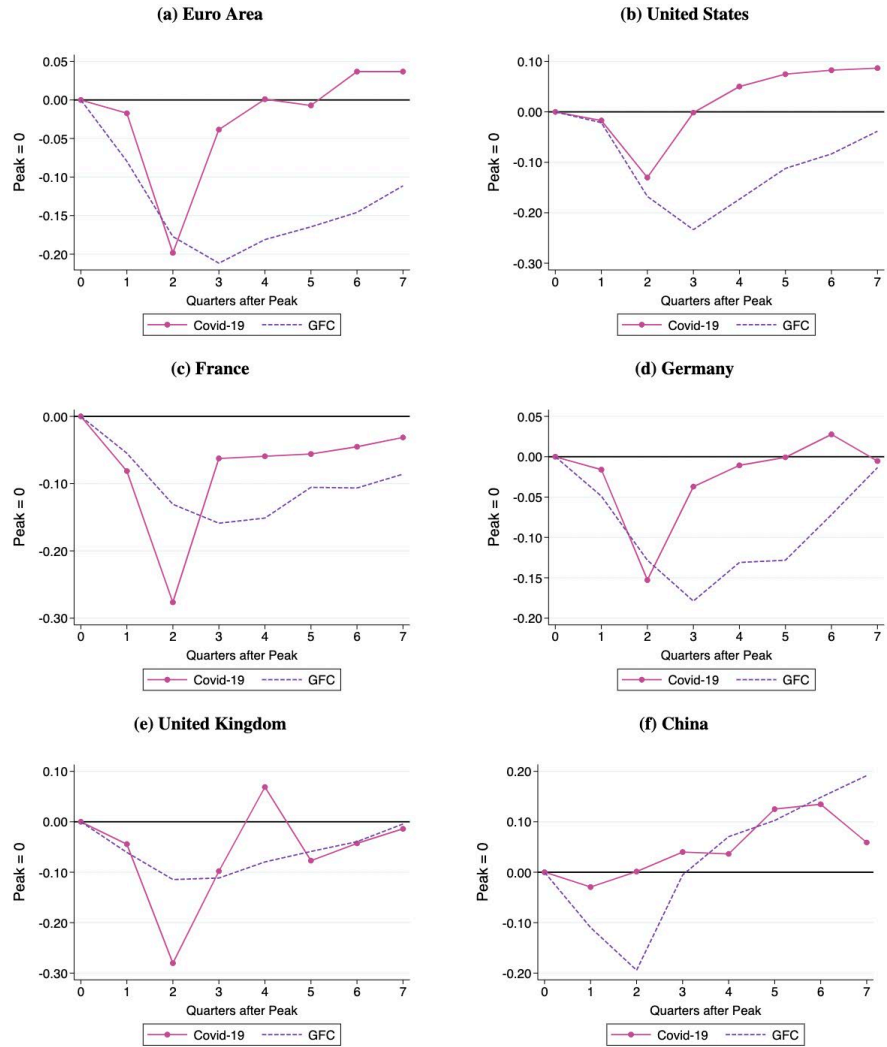 (a) Euro Area
0.05
0.00
-0.05
-0.10
-0.15
-0.20
Peak = 0
0 1 2 3 4 5 6 7
Quarters after Peak
Covid-19 GFC
(b) United States
0.10
0.00
-0.10
-0.20
-0.30
Peak = 0
0 1 2 3 4 5 6 7
Quarters after Peak
Covid-19 GFC
(c) France
0.00
-0.10
-0.20
-0.30
Peak = 0
0 1 2 3 4 5 6 7
Quarters after Peak
Covid-19 GFC
(d) Germany
0.05
0.00
-0.05
-0.10
-0.15
-0.20
Peak = 0
0 1 2 3 4 5 6 7
Quarters after Peak
Covid-19 GFC
(e) United Kingdom
0.10
0.00
-0.10
-0.20
-0.30
Peak = 0
0 1 2 3 4 5 6 7
Quarters after Peak
Covid-19 GFC
(f) China
0.20
0.10
0.00
-0.10
-0.20
Peak = 0
0 1 2 3 4 5 6 7
Quarters after Peak
Covid-19 GFC